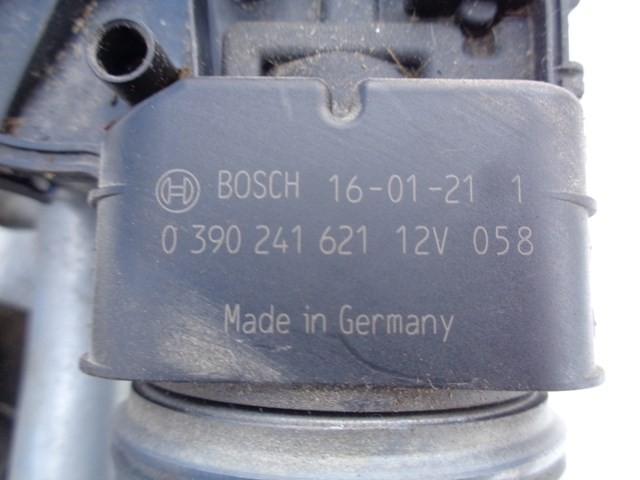 BOSCH 16-01-21 1
0 390 241 621 12V 058
Made in Germany